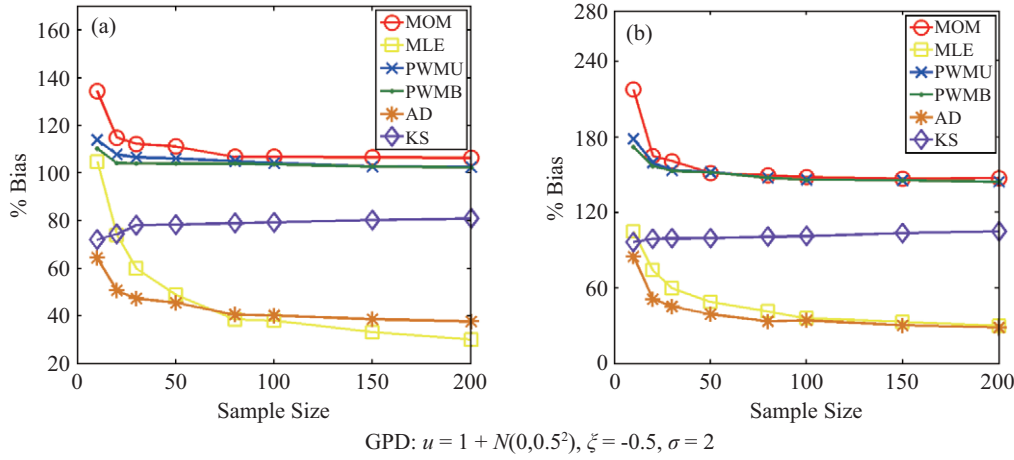 (a)
MOM
MLE
PWMU
PWMB
AD
KS
% Bias
160
140
120
100
80
60
40
20
0
50
100
150
200
Sample Size
(b)
MOM
MLE
PWMU
PWMB
AD
KS
% Bias
280
240
180
120
60
0
0
50
100
150
200
Sample Size
GPD: u = 1 + N(0,0.5²), ξ = -0.5, σ = 2